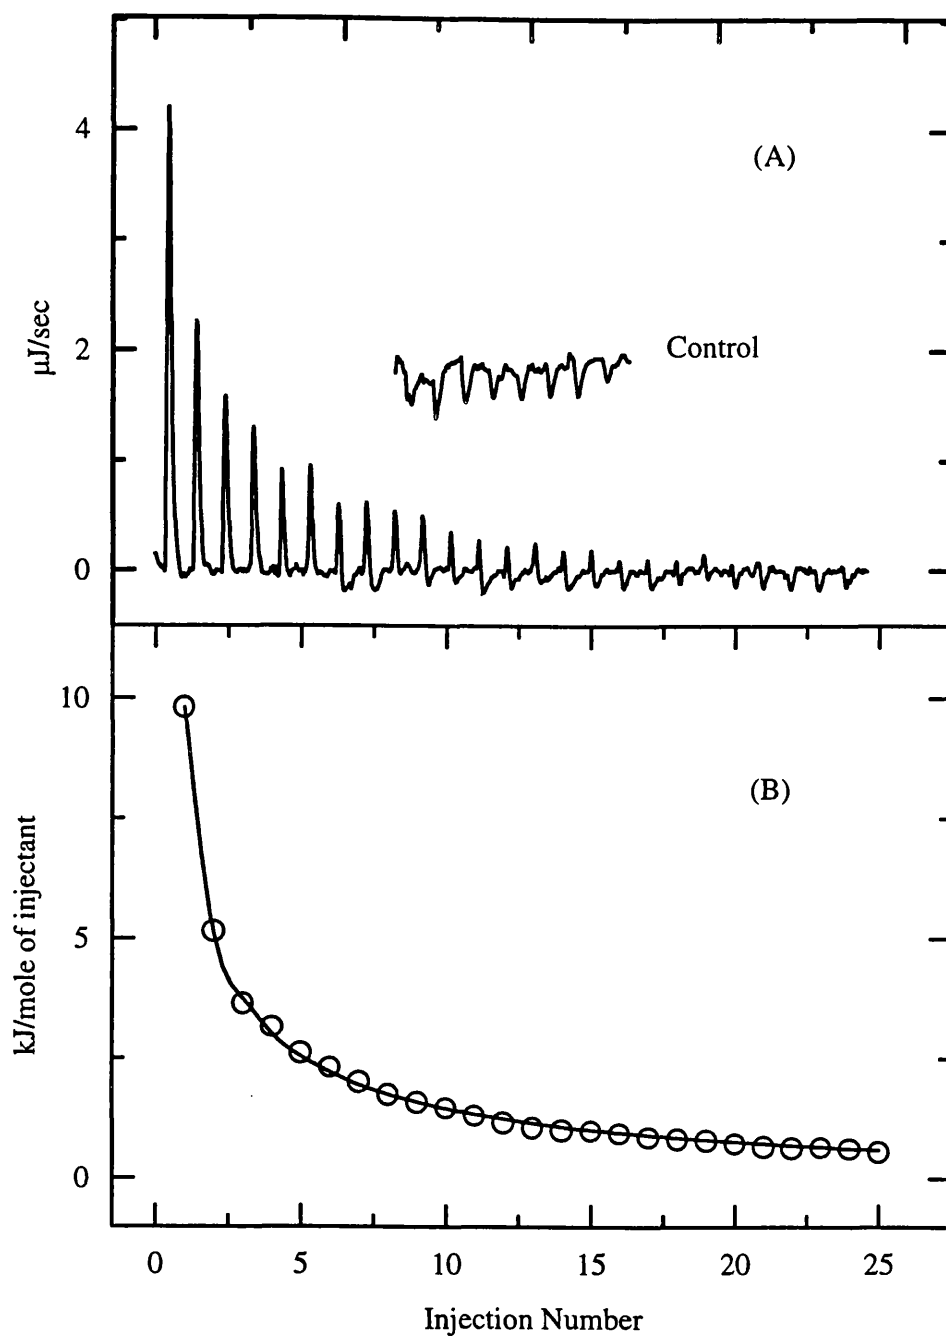 (A)
4
2
0
µJ/sec
Control
(B)
10
5
0
kJ/mole of injectant
0 5 10 15 20 25
Injection Number